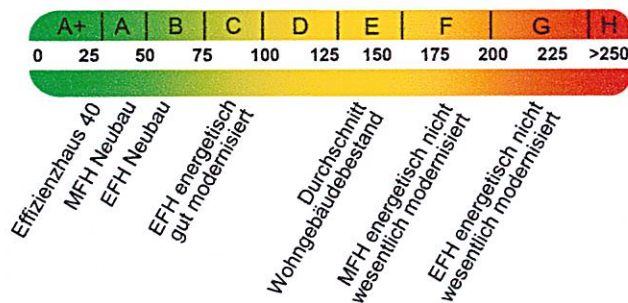 A+ A B C D E F G H
0 25 50 75 100 125 150 175 200 225 >250
Effizienzhaus 40
MFH Neubau
EFH Neubau
EFH energetisch
gut modernisiert
Durchschnitt
Wohngebäudebestand
MFH energetisch nicht
wesentlich modernisiert
EFH energetisch nicht
wesentlich modernisiert